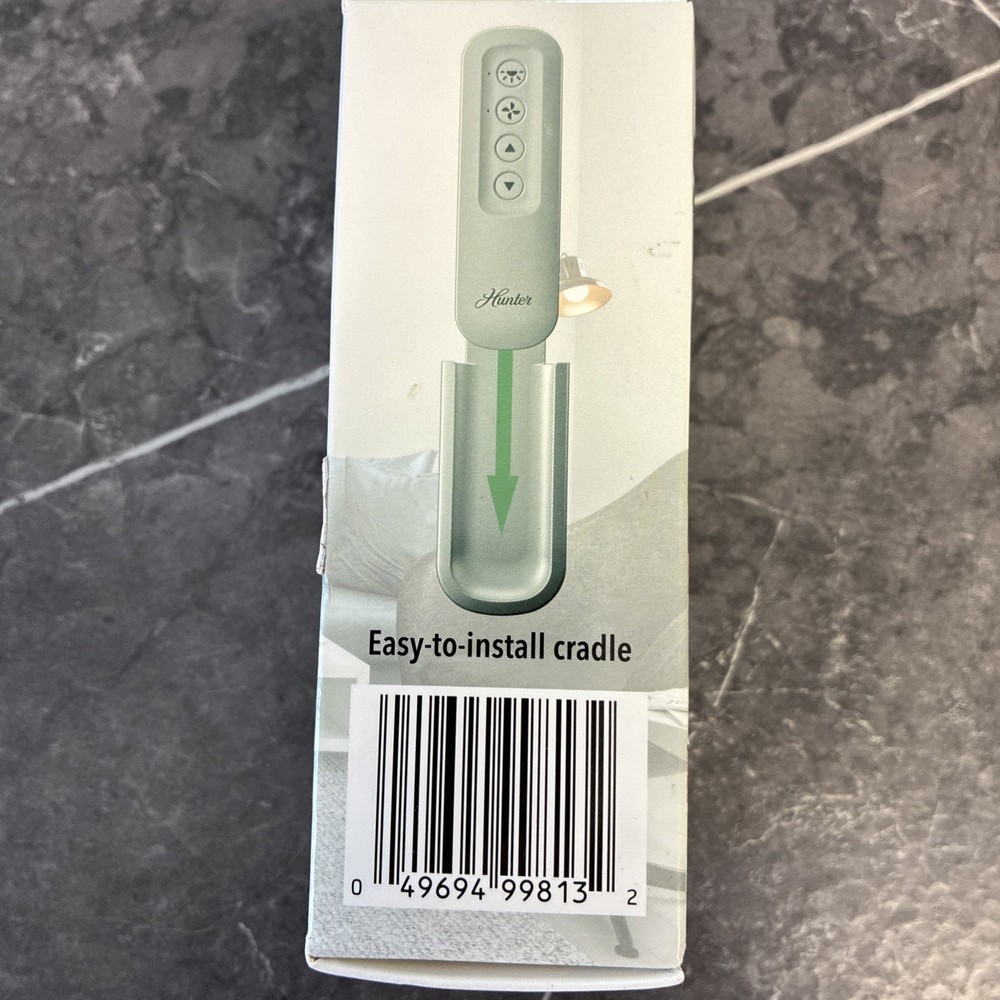 Hunter
Easy-to-install cradle
0 49694 99813 2